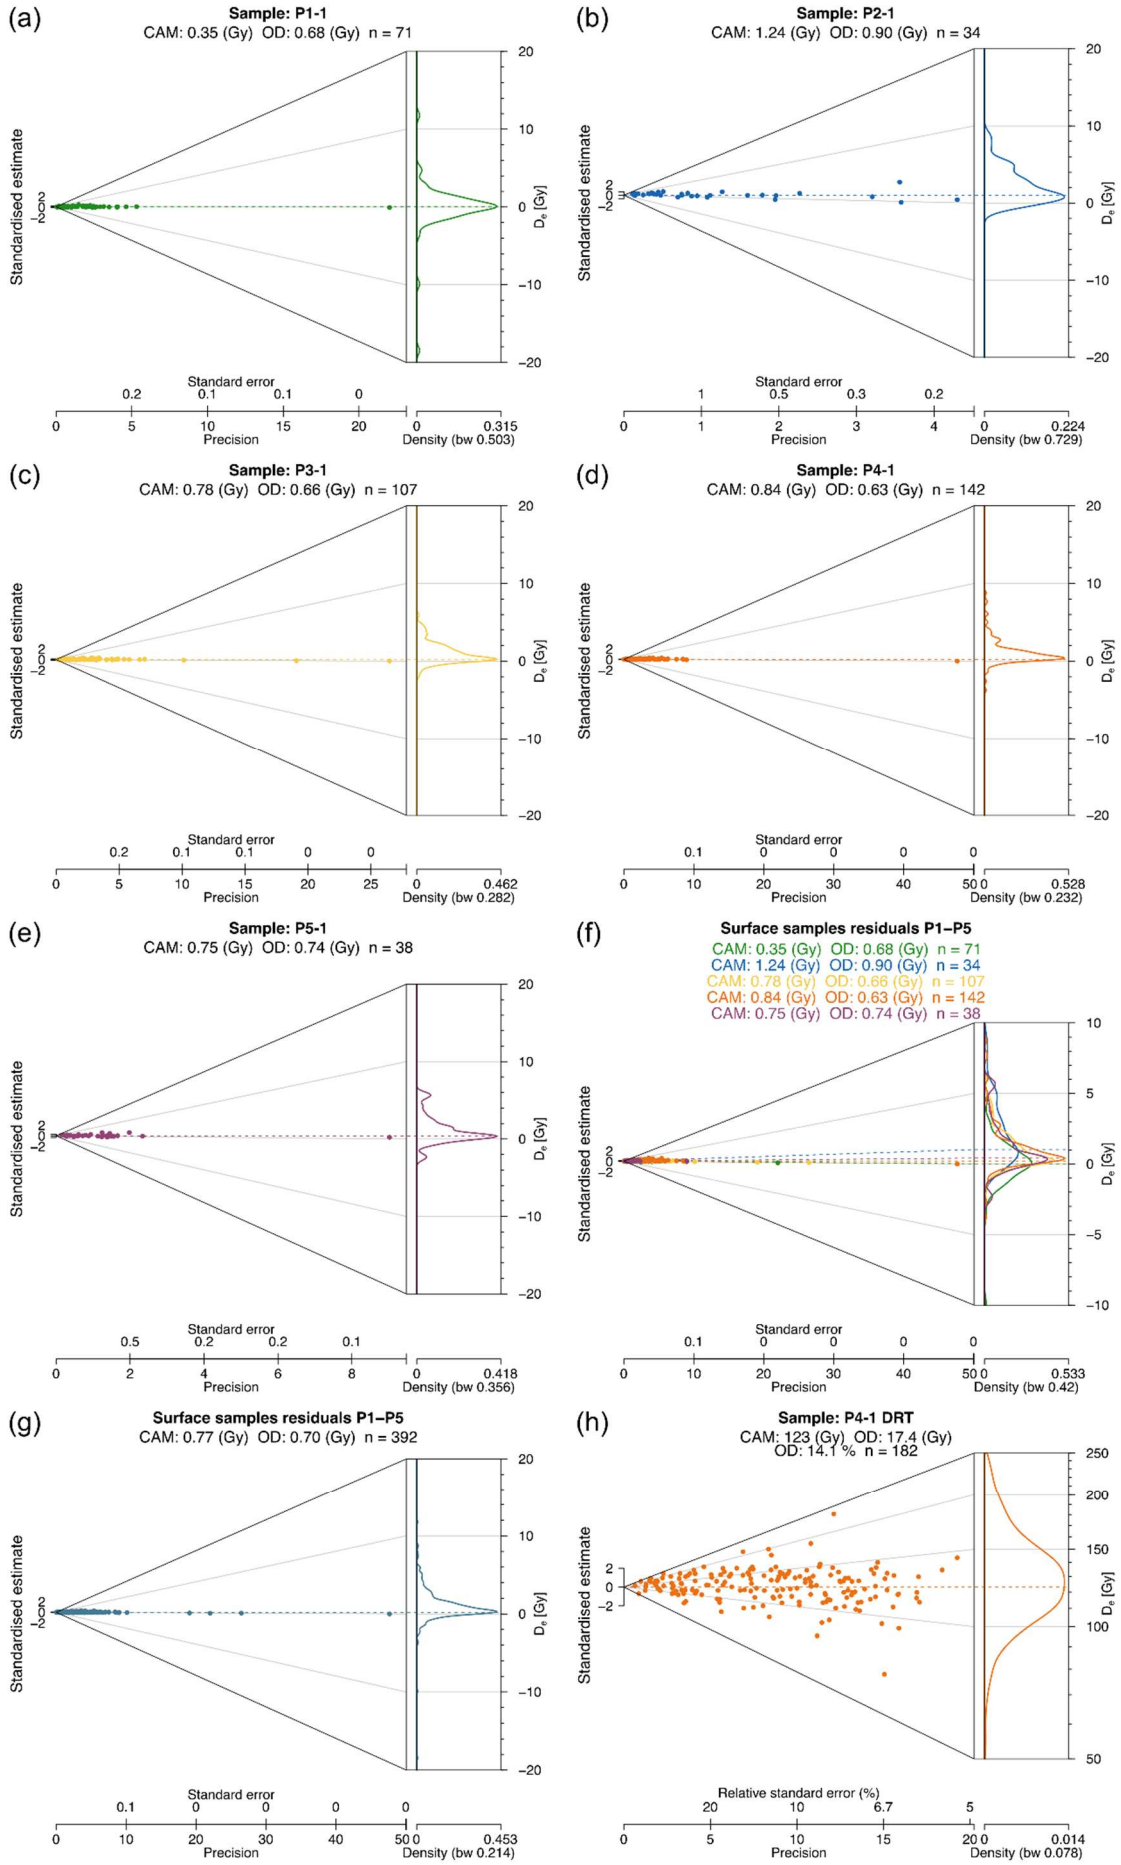 (a)
Sample: P1-1
CAM: 0.35 (Gy) OD: 0.68 (Gy) n = 71
Standardised estimate
2
0
−2
20
10
0
−10
−20
De [Gy]
Standard error
0.2 0.1 0.1 0
0 5 10 15 20
Precision
0 0.315
Density (bw 0.503)
(b)
Sample: P2-1
CAM: 1.24 (Gy) OD: 0.90 (Gy) n = 34
Standardised estimate
2
0
−2
20
10
0
−10
−20
De [Gy]
Standard error
1 0.5 0.3 0.2
0 1 2 3 4
Precision
0 0.224
Density (bw 0.729)
(c)
Sample: P3-1
CAM: 0.78 (Gy) OD: 0.66 (Gy) n = 107
Standardised estimate
2
0
−2
20
10
0
−10
−20
De [Gy]
Standard error
0.2 0.1 0.1 0 0
0 5 10 15 20 25
Precision
0 0.462
Density (bw 0.282)
(d)
Sample: P4-1
CAM: 0.84 (Gy) OD: 0.63 (Gy) n = 142
Standardised estimate
2
0
−2
20
10
0
−10
−20
De [Gy]
Standard error
0.1 0 0 0 0
0 10 20 30 40 50
Precision
0 0.528
Density (bw 0.232)
(e)
Sample: P5-1
CAM: 0.75 (Gy) OD: 0.74 (Gy) n = 38
Standardised estimate
2
0
−2
20
10
0
−10
−20
De [Gy]
Standard error
0.5 0.2 0.2 0.1
0 2 4 6 8
Precision
0 0.418
Density (bw 0.356)
(f)
Surface samples residuals P1−P5
CAM: 0.35 (Gy) OD: 0.68 (Gy) n = 71
CAM: 1.24 (Gy) OD: 0.90 (Gy) n = 34
CAM: 0.78 (Gy) OD: 0.66 (Gy) n = 107
CAM: 0.84 (Gy) OD: 0.63 (Gy) n = 142
CAM: 0.75 (Gy) OD: 0.74 (Gy) n = 38
Standardised estimate
2
0
−2
10
5
0
−5
−10
De [Gy]
Standard error
0.1 0 0 0 0
0 10 20 30 40 50
Precision
0 0.533
Density (bw 0.42)
(g)
Surface samples residuals P1−P5
CAM: 0.77 (Gy) OD: 0.70 (Gy) n = 392
Standardised estimate
2
0
−2
20
10
0
−10
−20
De [Gy]
Standard error
0.1 0 0 0 0
0 10 20 30 40 50
Precision
0 0.453
Density (bw 0.214)
(h)
Sample: P4-1 DRT
CAM: 123 (Gy) OD: 17.4 (Gy)
OD: 14.1 % n = 182
Standardised estimate
2
0
−2
250
200
150
100
50
De [Gy]
Relative standard error (%)
20 10 6.7 5
0 5 10 15 20
Precision
0 0.014
Density (bw 0.078)